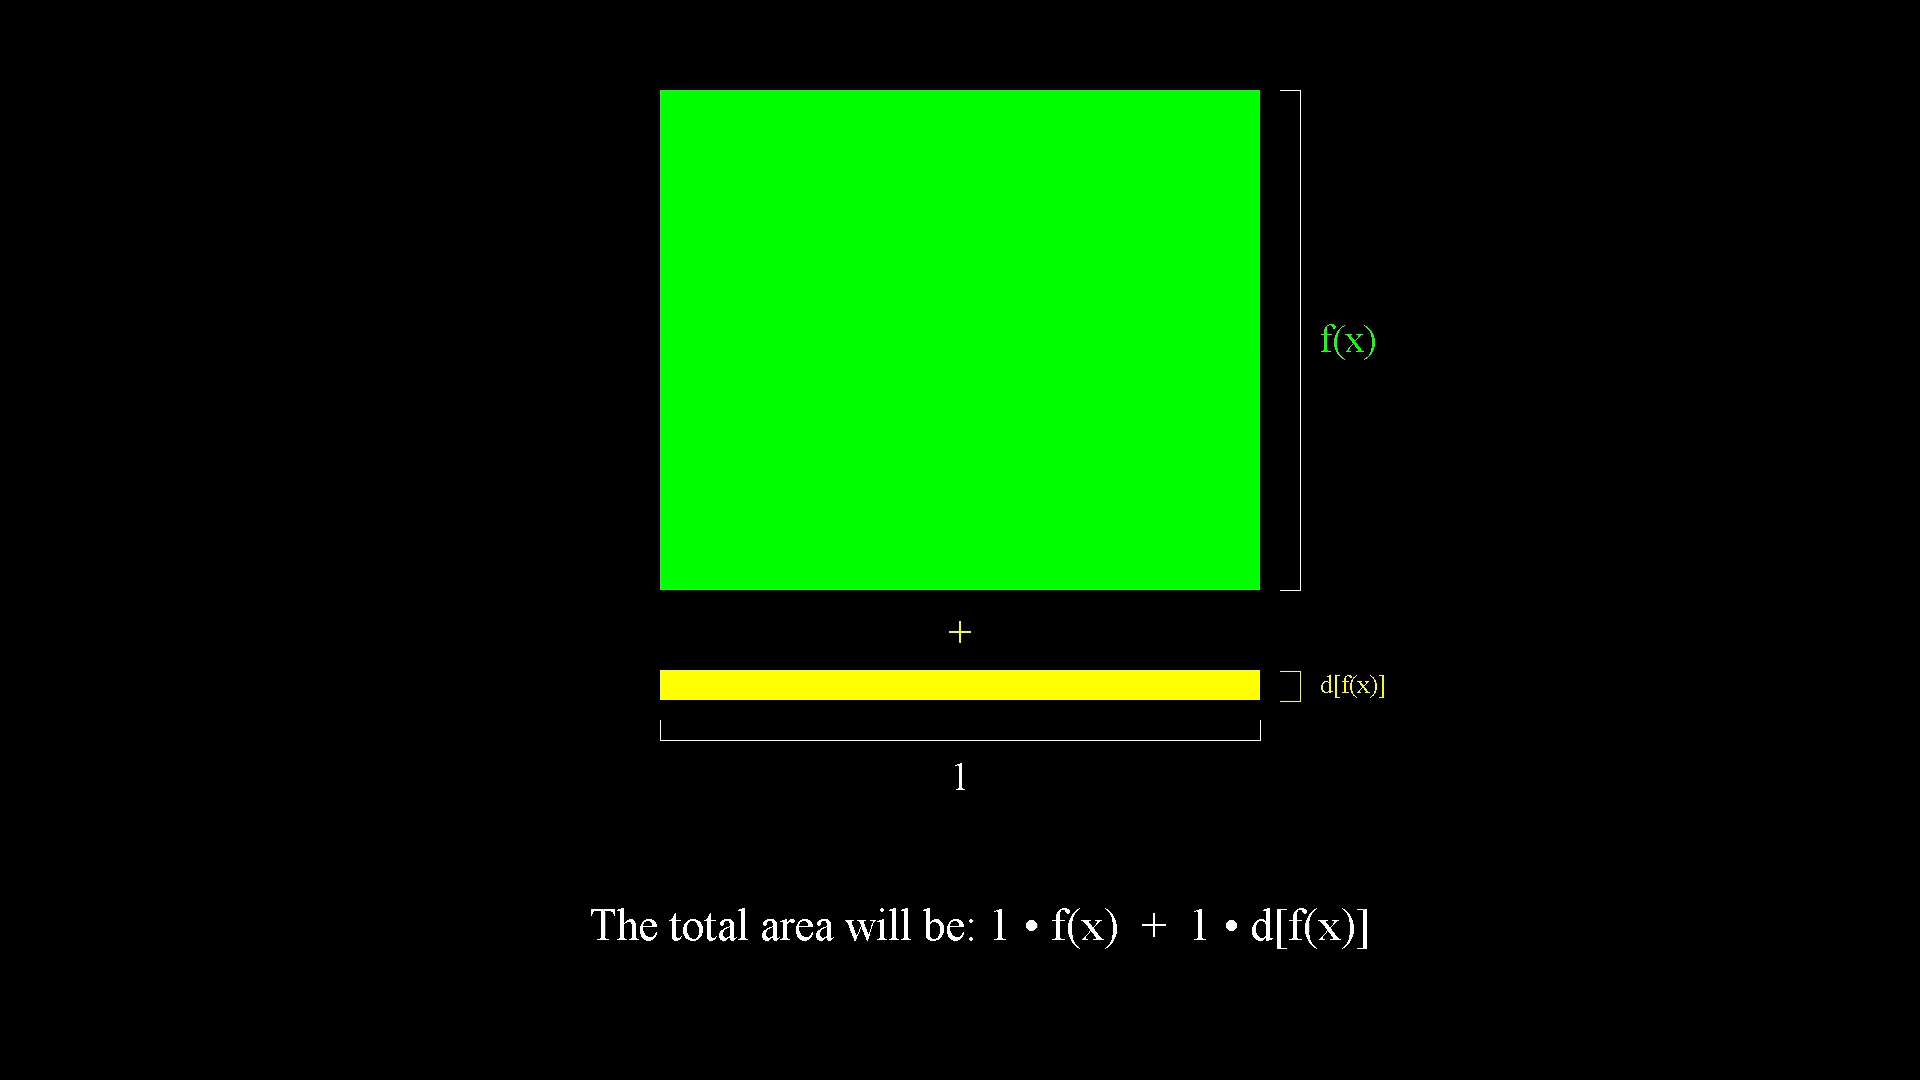 f(x)
+
d[f(x)]
1
The total area will be: 1 • f(x) + 1 • d[f(x)]